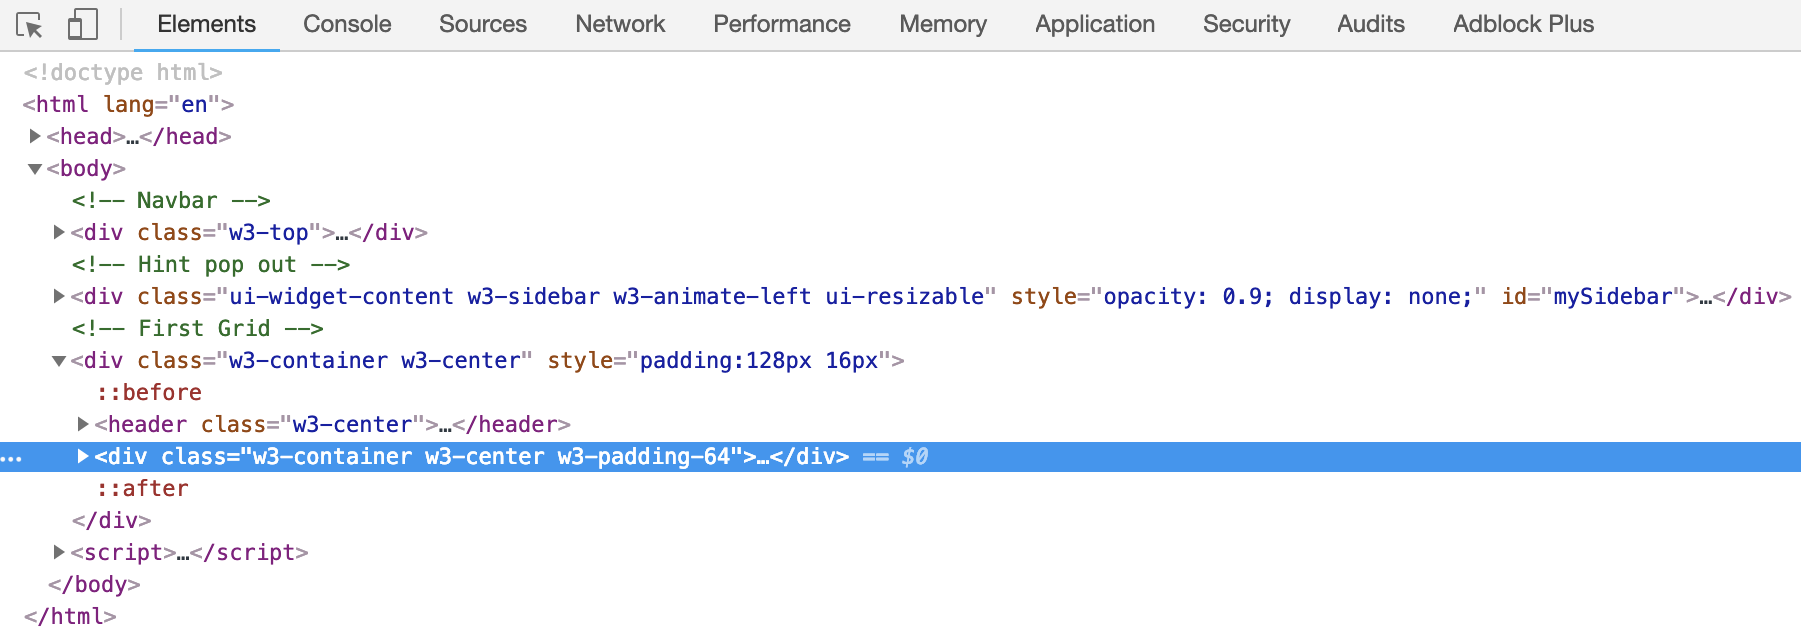 Elements Console Sources Network Performance Memory Application Security Audits Adblock Plus
<!doctype html>
<html lang="en">
<head>…</head>
<body>
<!-- Navbar -->
<div class="w3-top">…</div>
<!-- Hint pop out -->
<div class="ui-widget-content w3-sidebar w3-animate-left ui-resizable" style="opacity: 0.9; display: none;" id="mySidebar">…</div>
<!-- First Grid -->
<div class="w3-container w3-center" style="padding:128px 16px">
::before
<header class="w3-center">…</header>
... <div class="w3-container w3-center w3-padding-64">…</div> == $0
::after
</div>
<script>…</script>
</body>
</html>